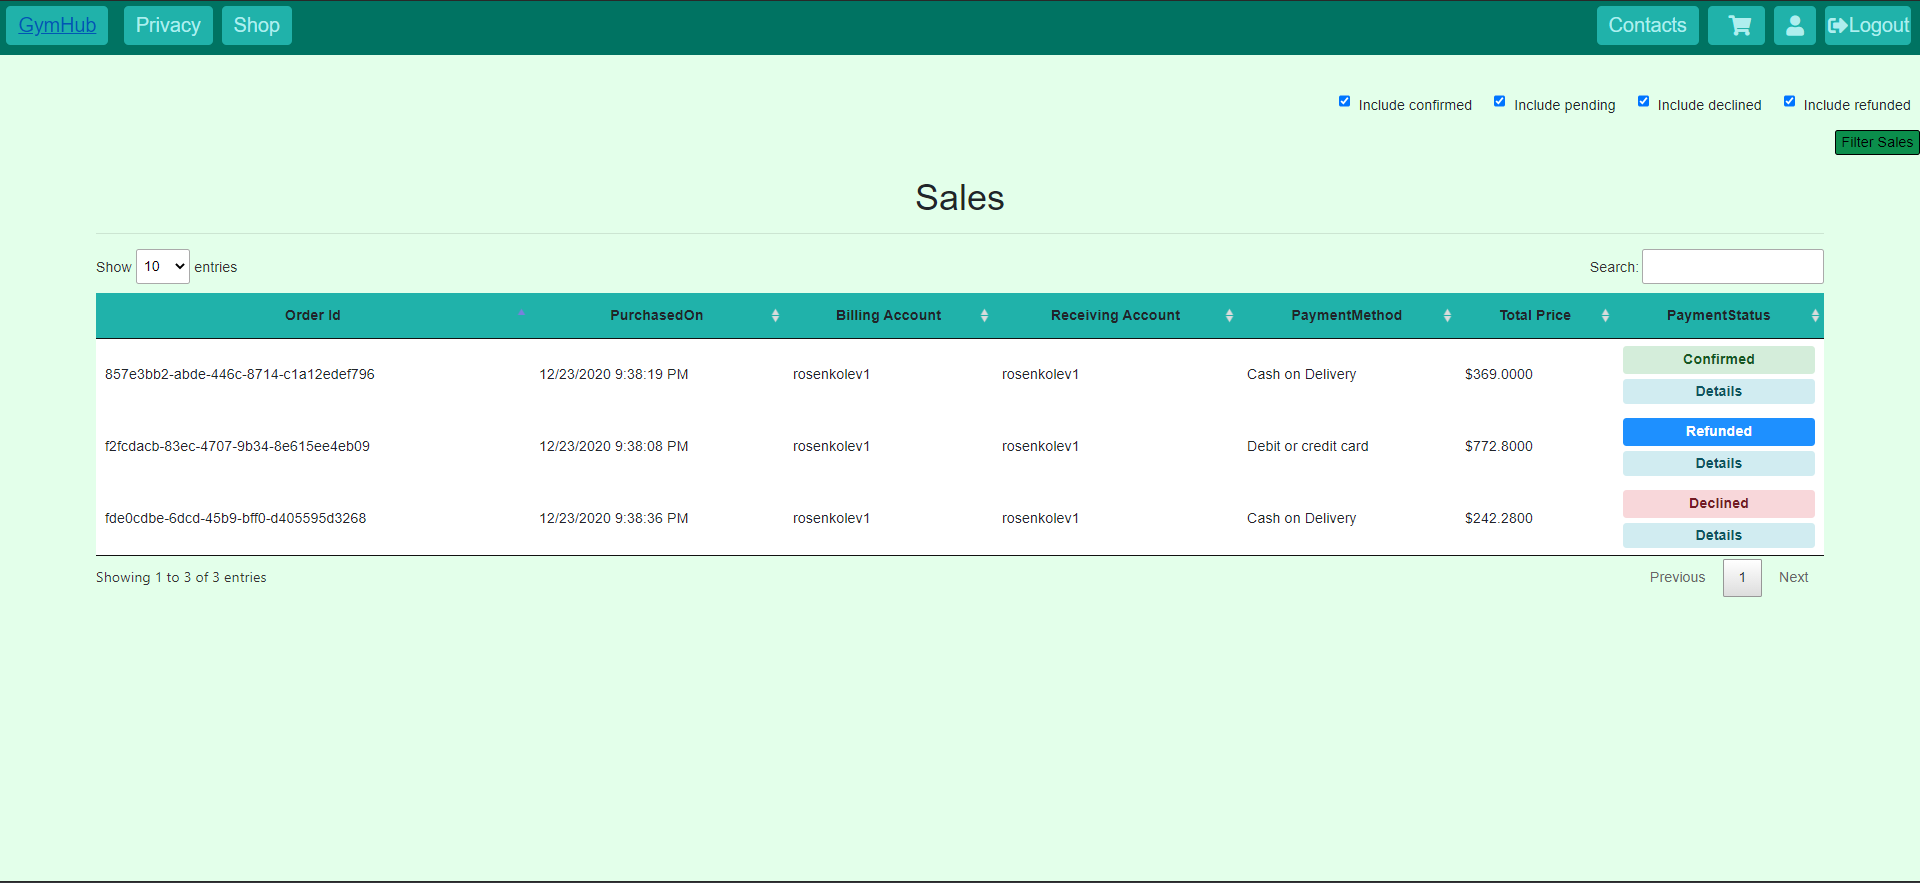 GymHub Privacy Shop Contacts Logout
Include confirmed Include pending Include declined Include refunded
Filter Sales
Sales
Show 10 entries Search:
Order Id PurchasedOn Billing Account Receiving Account PaymentMethod Total Price PaymentStatus
857e3bb2-abde-446c-8714-c1a12edef796 12/23/2020 9:38:19 PM rosenkolev1 rosenkolev1 Cash on Delivery $369.0000 Confirmed
Details
f2fcdacb-83ec-4707-9b34-8e615ee4eb09 12/23/2020 9:38:08 PM rosenkolev1 rosenkolev1 Debit or credit card $772.8000 Refunded
Details
fde0cdbe-6dcd-45b9-bff0-d405595d3268 12/23/2020 9:38:36 PM rosenkolev1 rosenkolev1 Cash on Delivery $242.2800 Declined
Details
Showing 1 to 3 of 3 entries Previous 1 Next